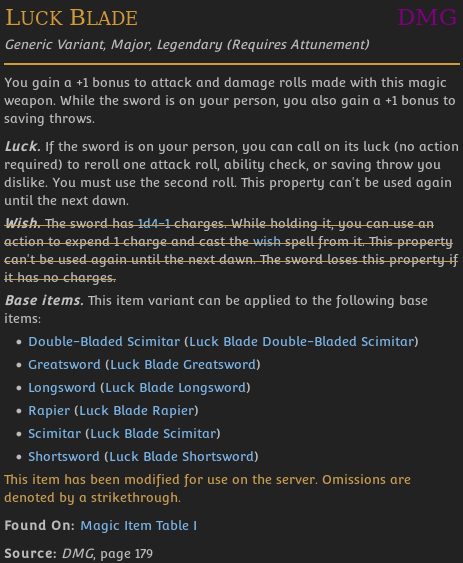 Luck Blade DMG
Generic Variant, Major, Legendary (Requires Attunement)
You gain a +1 bonus to attack and damage rolls made with this magic
weapon. While the sword is on your person, you also gain a +1 bonus to
saving throws.
Luck. If the sword is on your person, you can call on its luck (no action
required) to reroll one attack roll, ability check, or saving throw you
dislike. You must use the second roll. This property can't be used again
until the next dawn.
Wish. The sword has 1d4-1 charges. While holding it, you can use an
action to expend 1 charge and cast the wish spell from it. This property
can't be used again until the next dawn. The sword loses this property if
it has no charges.
Base items. This item variant can be applied to the following base
items:
• Double-Bladed Scimitar (Luck Blade Double-Bladed Scimitar)
• Greatsword (Luck Blade Greatsword)
• Longsword (Luck Blade Longsword)
• Rapier (Luck Blade Rapier)
• Scimitar (Luck Blade Scimitar)
• Shortsword (Luck Blade Shortsword)
This item has been modified for use on the server. Omissions are
denoted by a strikethrough.
Found On: Magic Item Table I
Source: DMG, page 179